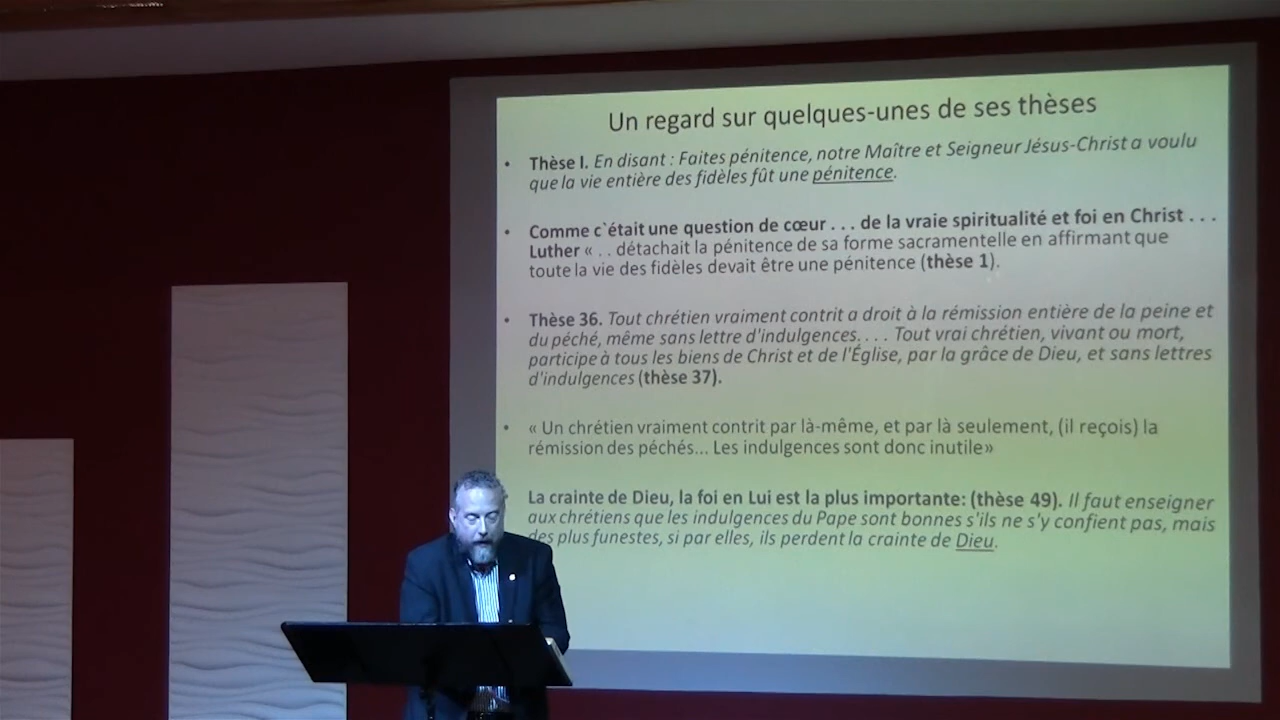 Un regard sur quelques-unes de ses thèses
• Thèse I. En disant : Faites pénitence, notre Maître et Seigneur Jésus-Christ a voulu
que la vie entière des fidèles fût une pénitence.
• Comme c`était une question de cœur . . . de la vraie spiritualité et foi en Christ . . .
Luther « . . détachait la pénitence de sa forme sacramentelle en affirmant que
toute la vie des fidèles devait être une pénitence (thèse 1).
• Thèse 36. Tout chrétien vraiment contrit a droit à la rémission entière de la peine et
du péché, même sans lettre d'indulgences. . . . Tout vrai chrétien, vivant ou mort,
participe à tous les biens de Christ et de l'Église, par la grâce de Dieu, et sans lettres
d'indulgences (thèse 37).
• « Un chrétien vraiment contrit par là-même, et par là seulement, (il reçois) la
rémission des péchés... Les indulgences sont donc inutile»
La crainte de Dieu, la foi en Lui est la plus importante: (thèse 49). Il faut enseigner
aux chrétiens que les indulgences du Pape sont bonnes s'ils ne s'y confient pas, mais
des plus funestes, si par elles, ils perdent la crainte de Dieu.